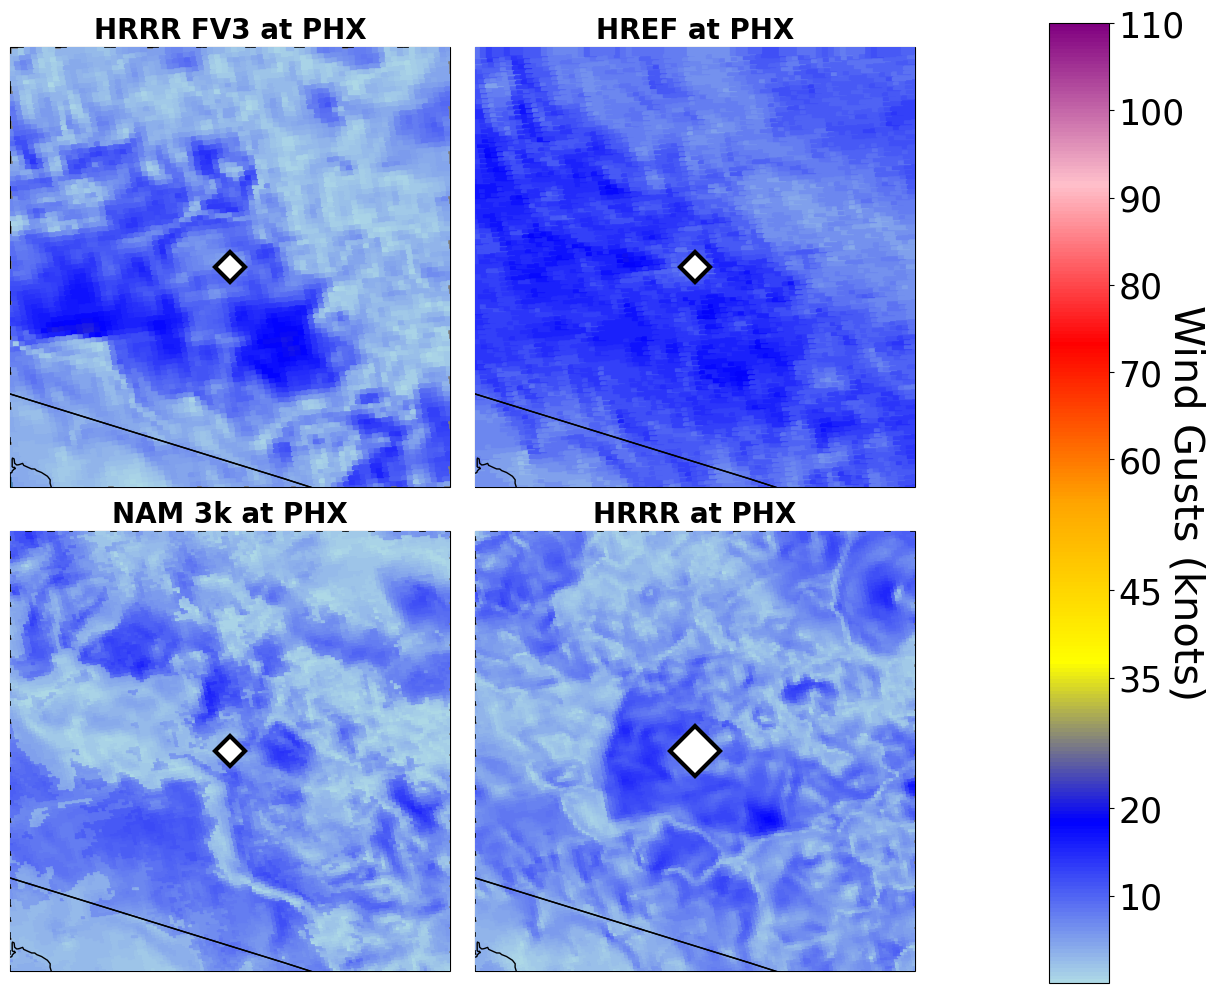 HRRR FV3 at PHX
HREF at PHX
NAM 3k at PHX
HRRR at PHX
110
100
90
80
70
60
45
35
20
10
Wind Gusts (knots)